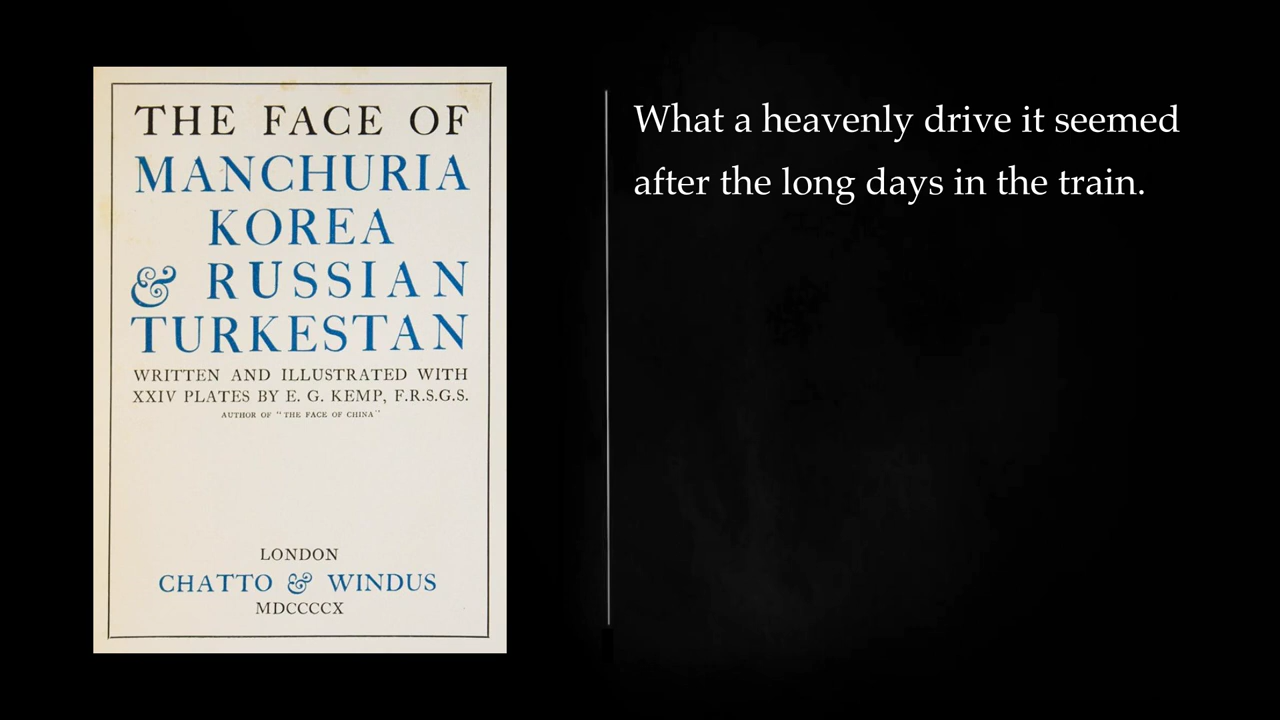 THE FACE OF
MANCHURIA
KOREA
& RUSSIAN
TURKESTAN
WRITTEN AND ILLUSTRATED WITH
XXIV PLATES BY E. G. KEMP, F.R.S.G.S.
AUTHOR OF "THE FACE OF CHINA"
LONDON
CHATTO & WINDUS
MDCCCCX
What a heavenly drive it seemed
after the long days in the train.